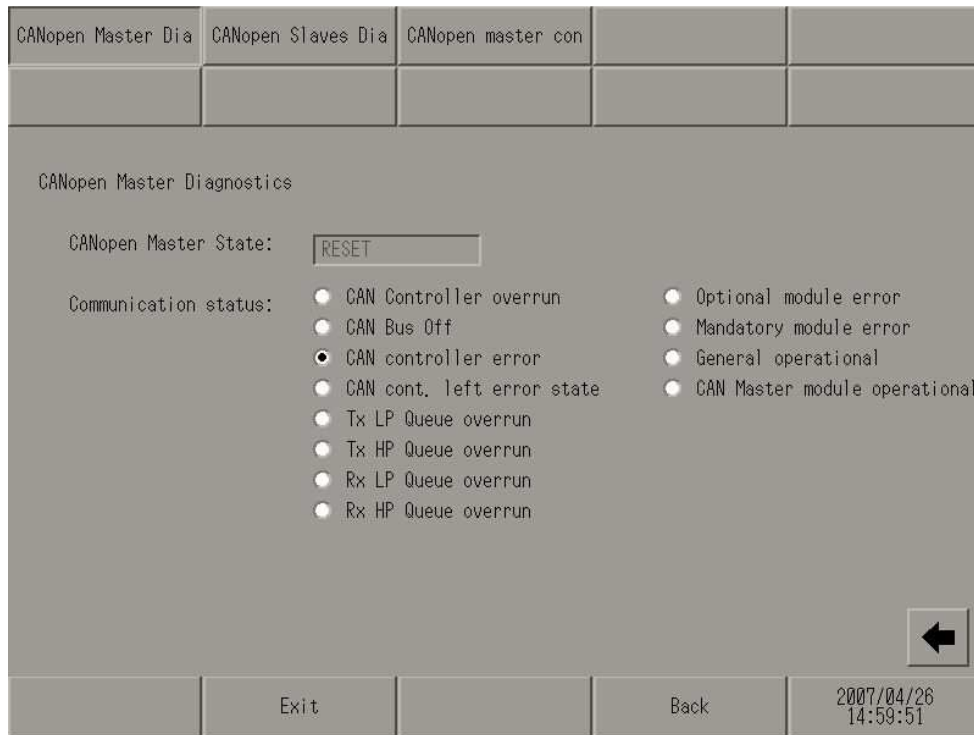 CANopen Master Dia
CANopen Slaves Dia
CANopen master con
CANopen Master Diagnostics
CANopen Master State:
RESET
Communication status:
CAN Controller overrun
CAN Bus Off
CAN controller error
CAN cont. left error state
Tx LP Queue overrun
Tx HP Queue overrun
Rx LP Queue overrun
Rx HP Queue overrun
Optional module error
Mandatory module error
General operational
CAN Master module operational
Exit
Back
2007/04/26
14:59:51